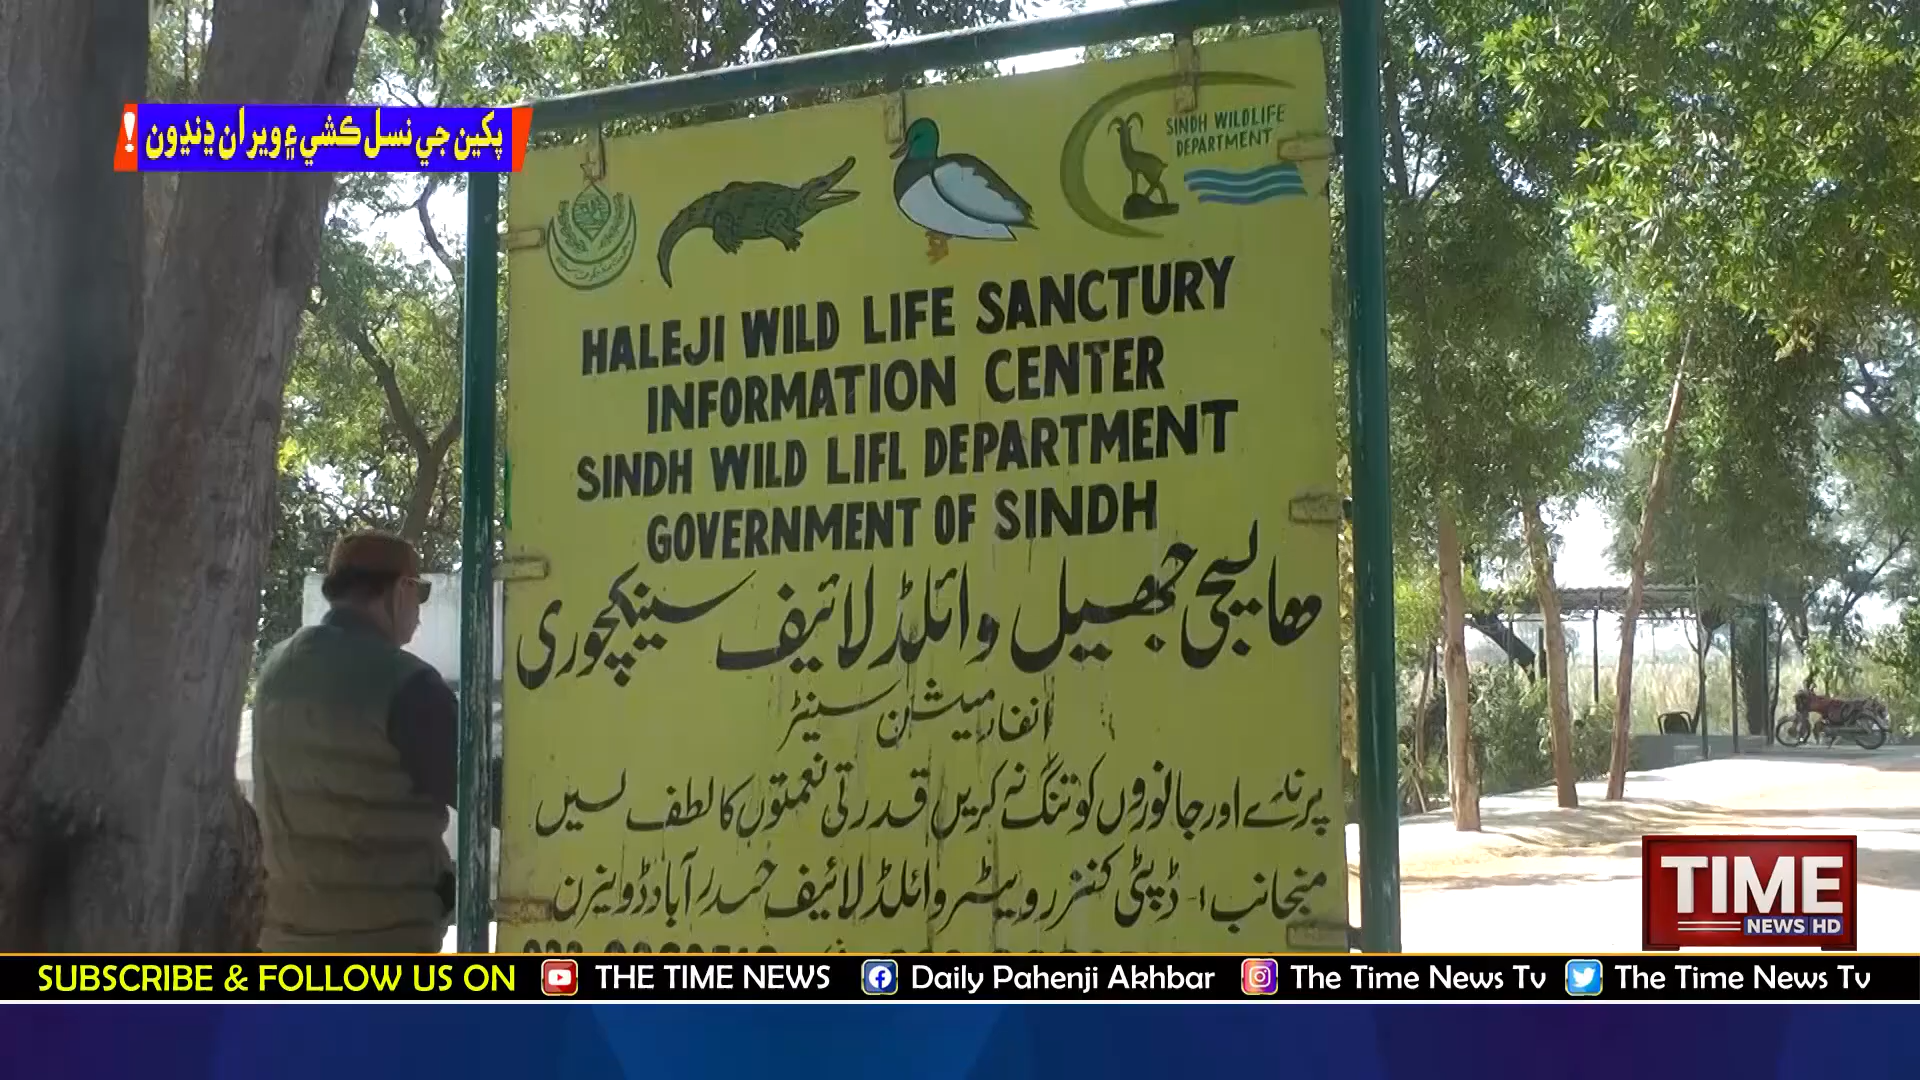 پکين جي نسل ڪشي ۽ ويران ڍنڍون !
SINDH WILDLIFE
DEPARTMENT
HALEJI WILD LIFE SANCTURY
INFORMATION CENTER
SINDH WILD LIFL DEPARTMENT
GOVERNMENT OF SINDH
ھالیجی جھیل وائلڈ لائیف سینکچوری
انفارمیشن سینٹر
پرندے اور جانوروں کو تنگ نے کریں قدرتی نعمتوں کا لطف لیں
منجانب :- ڈپٹی کنزرویٹر وائلڈ لائیف حیدرآباد ڈویزن
TIME
NEWS HD
SUBSCRIBE & FOLLOW US ON THE TIME NEWS Daily Pahenji Akhbar The Time News Tv The Time News Tv